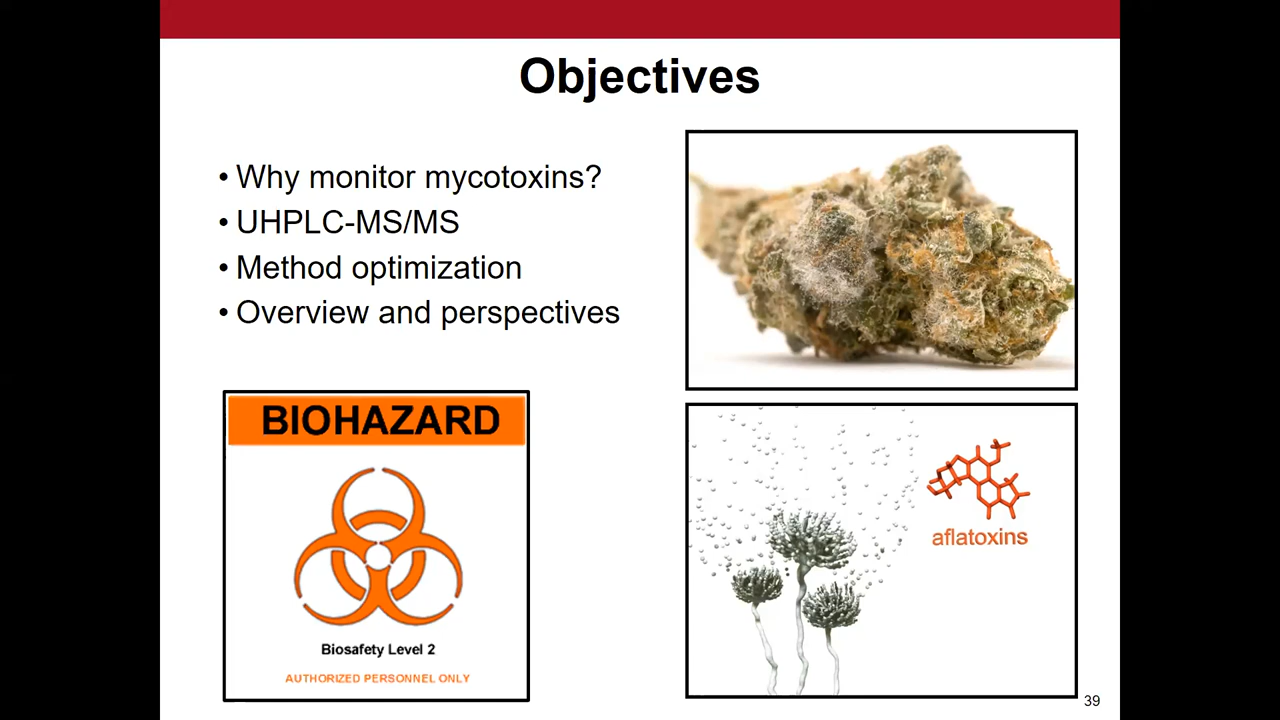 Objectives
• Why monitor mycotoxins?
• UHPLC-MS/MS
• Method optimization
• Overview and perspectives
BIOHAZARD
Biosafety Level 2
AUTHORIZED PERSONNEL ONLY
aflatoxins
39